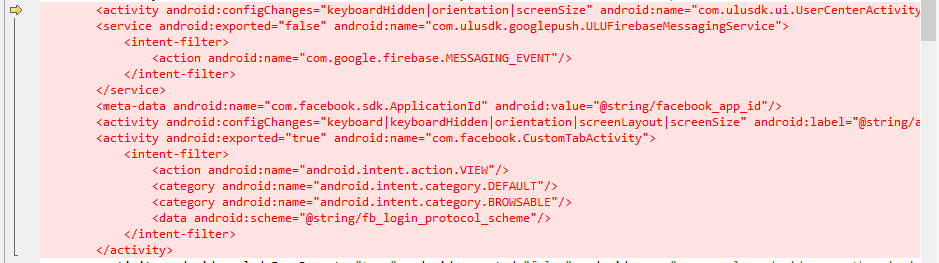 <activity android:configChanges="keyboardHidden|orientation|screenSize" android:name="com.ulusdk.ui.UserCenterActivity
<service android:exported="false" android:name="com.ulusdk.googlepush.ULUFirebaseMessagingService">
<intent-filter>
<action android:name="com.google.firebase.MESSAGING_EVENT"/>
</intent-filter>
</service>
<meta-data android:name="com.facebook.sdk.ApplicationId" android:value="@string/facebook_app_id"/>
<activity android:configChanges="keyboard|keyboardHidden|orientation|screenLayout|screenSize" android:label="@string/a
<activity android:exported="true" android:name="com.facebook.CustomTabActivity">
<intent-filter>
<action android:name="android.intent.action.VIEW"/>
<category android:name="android.intent.category.DEFAULT"/>
<category android:name="android.intent.category.BROWSABLE"/>
<data android:scheme="@string/fb_login_protocol_scheme"/>
</intent-filter>
</activity>